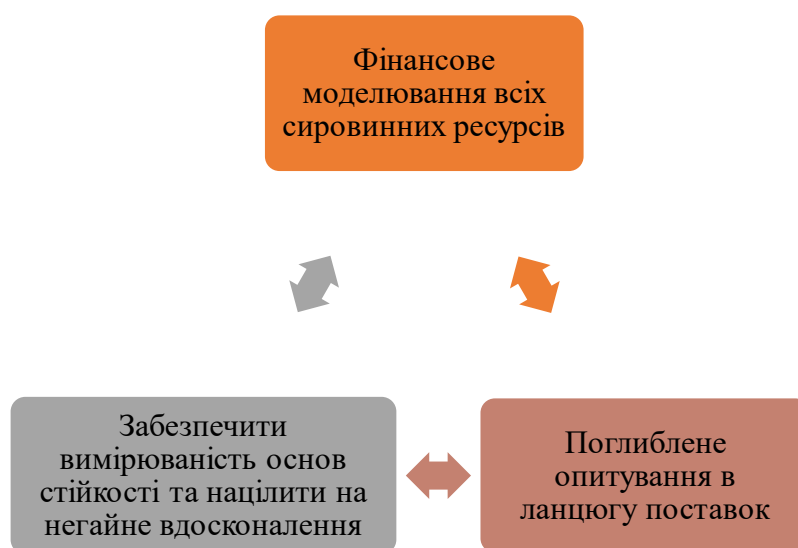 Фінансове
моделювання всіх
сировинних ресурсів
Забезпечити
вимірюваність основ
стійкості та націлити на
негайне вдосконалення
Поглиблене
опитування в
ланцюгу поставок